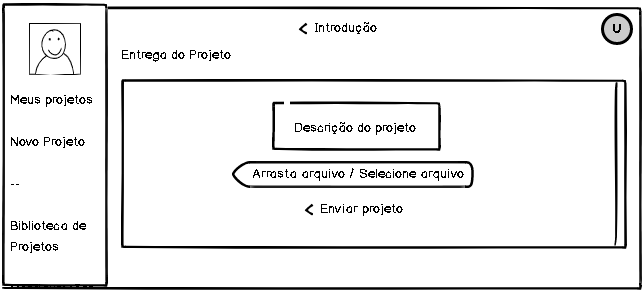 Introdução
U
Entrega do Projeto
Meus projetos
Novo Projeto
--
Biblioteca de
Projetos
Descrição do projeto
Arrasta arquivo / Selecione arquivo
Enviar projeto